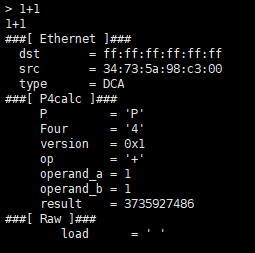 > 1+1
1+1
###[ Ethernet ]###
dst = ff:ff:ff:ff:ff:ff
src = 34:73:5a:98:c3:00
type = DCA
###[ P4calc ]###
P = 'P'
Four = '4'
version = 0x1
op = '+'
operand_a = 1
operand_b = 1
result = 3735927486
###[ Raw ]###
load = ' '